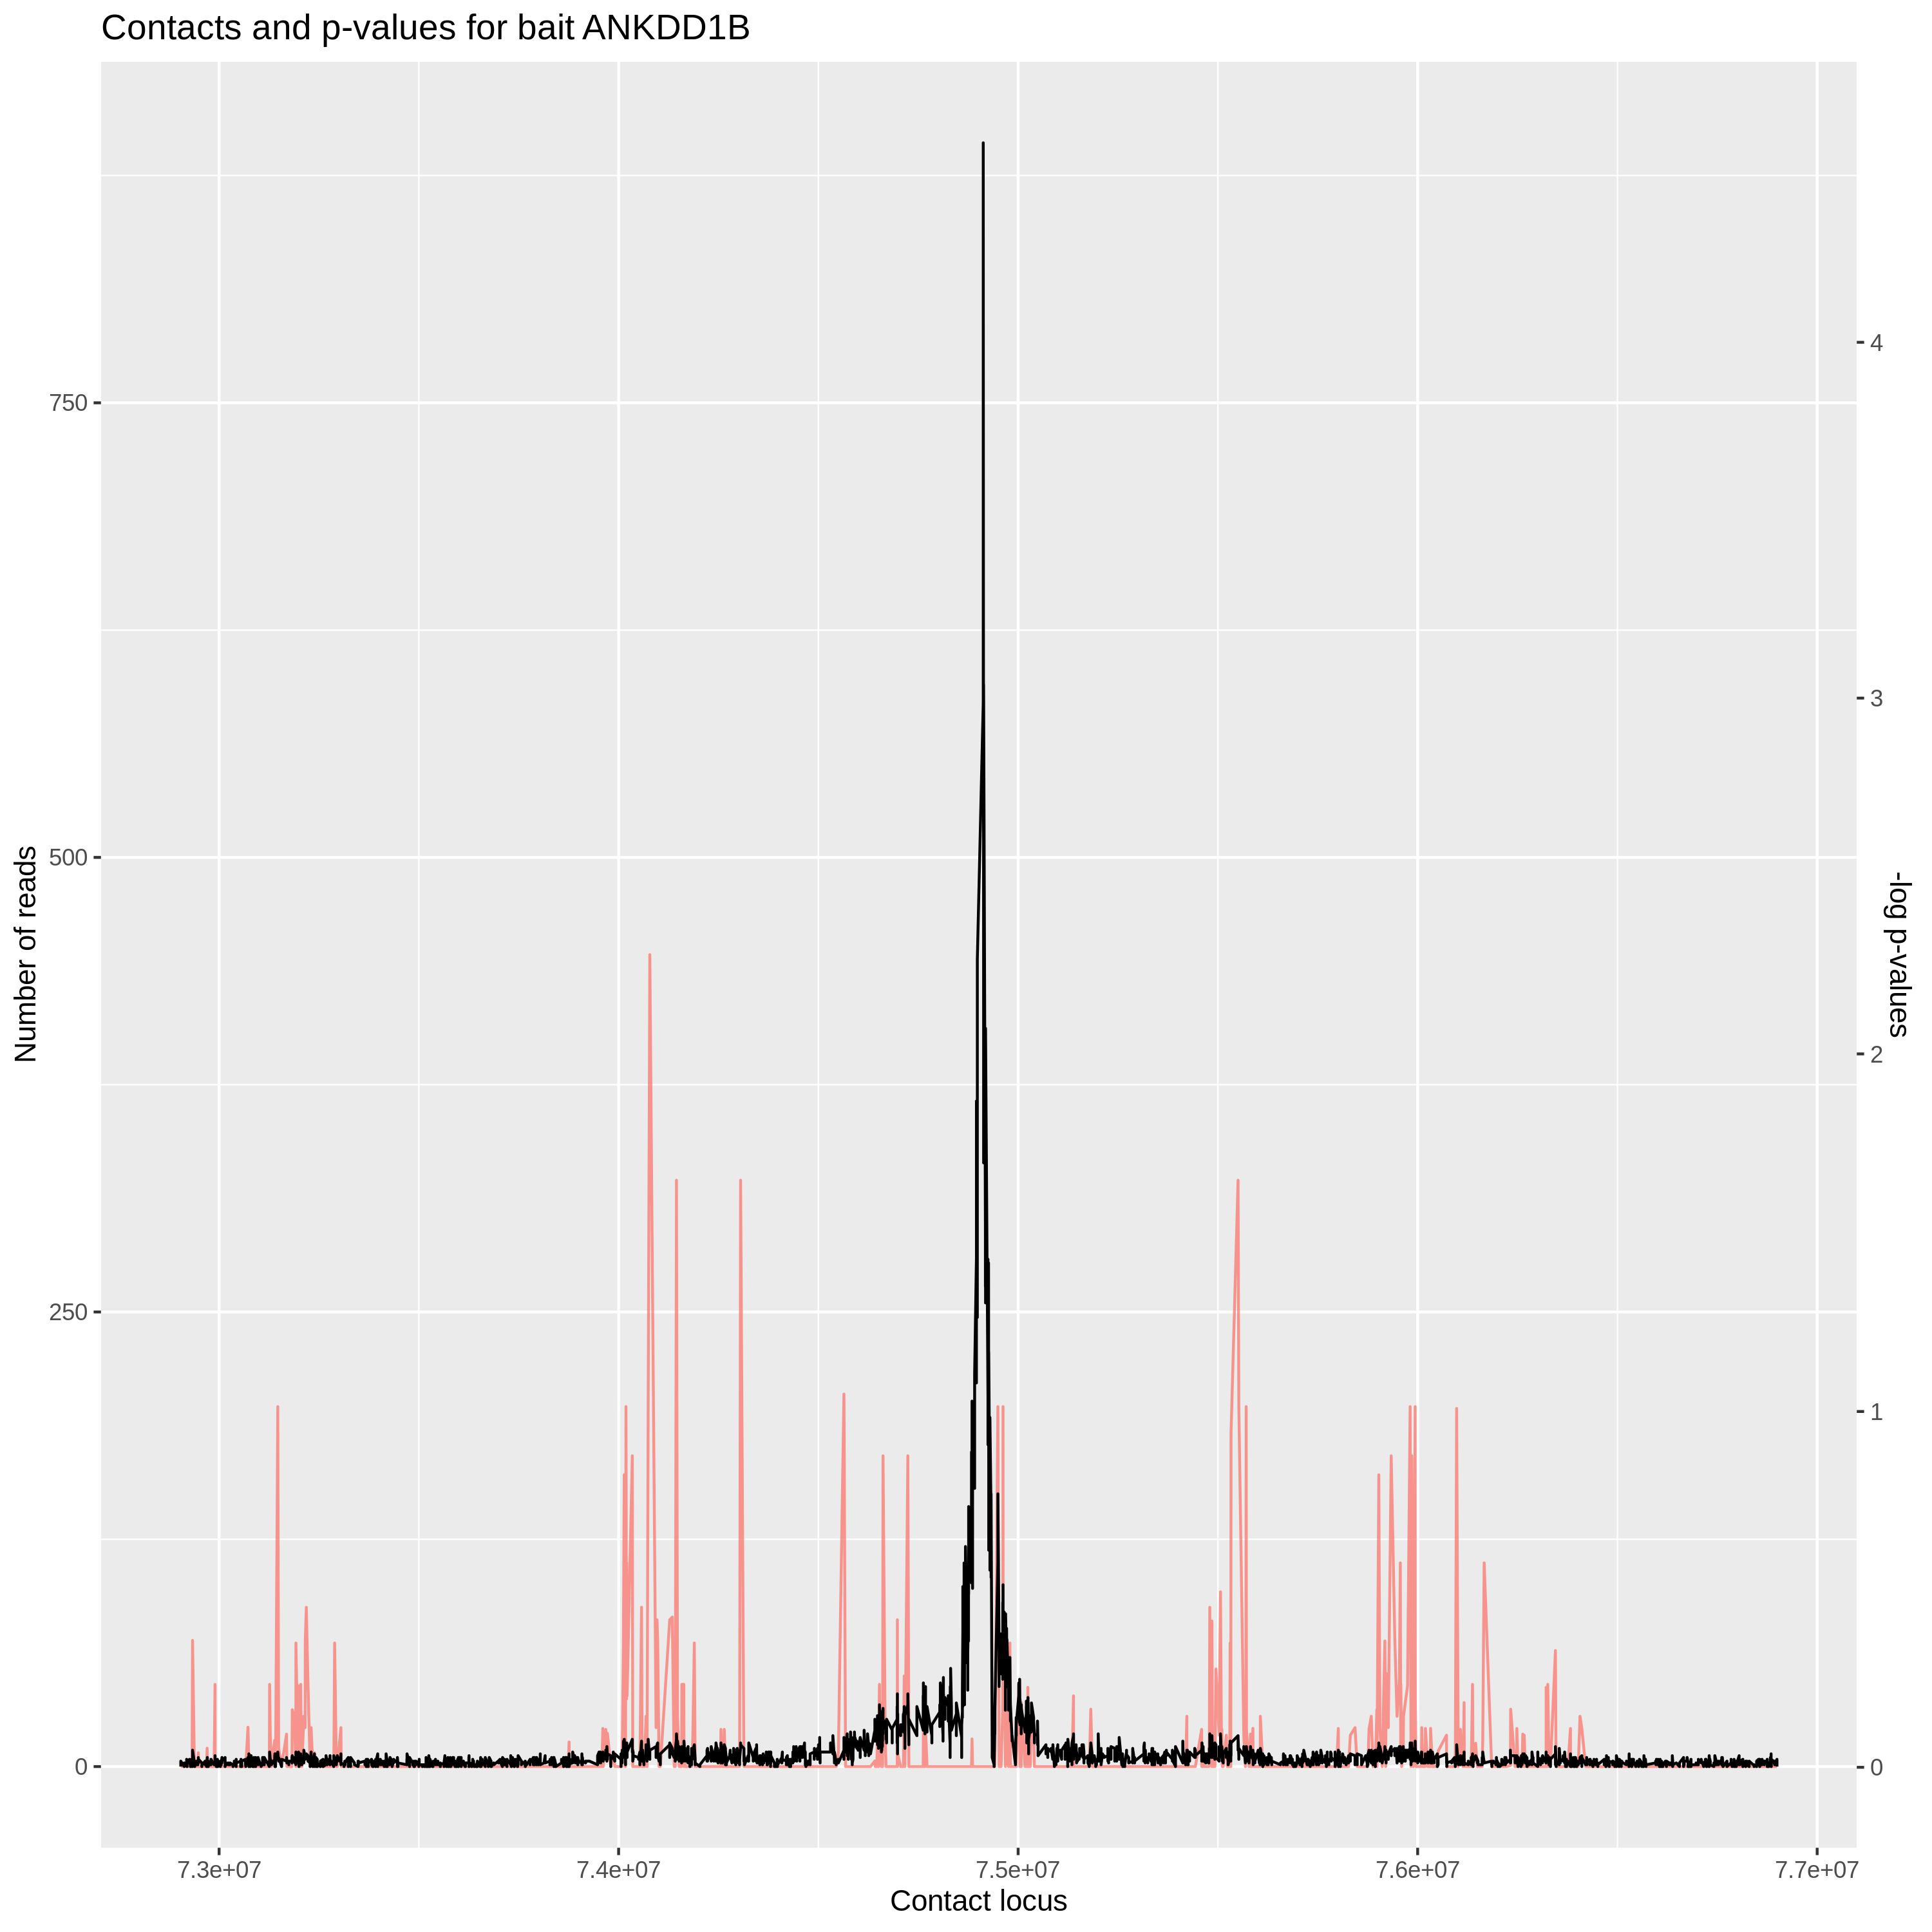 Contacts and p-values for bait ANKDD1B
Number of reads
750
500
250
0
4
3
2
1
0
-log p-values
7.3e+07
7.4e+07
7.5e+07
7.6e+07
7.7e+07
Contact locus